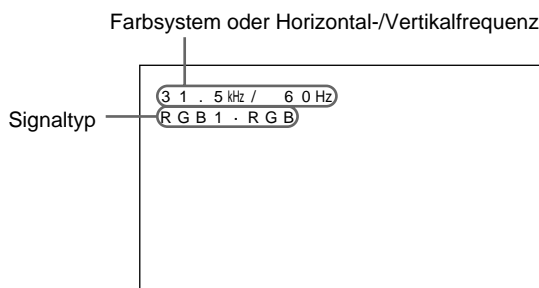 Farbsystem oder Horizontal-/Vertikalfrequenz
31.5kHz/ 60Hz
Signaltyp
RGB1·RGB